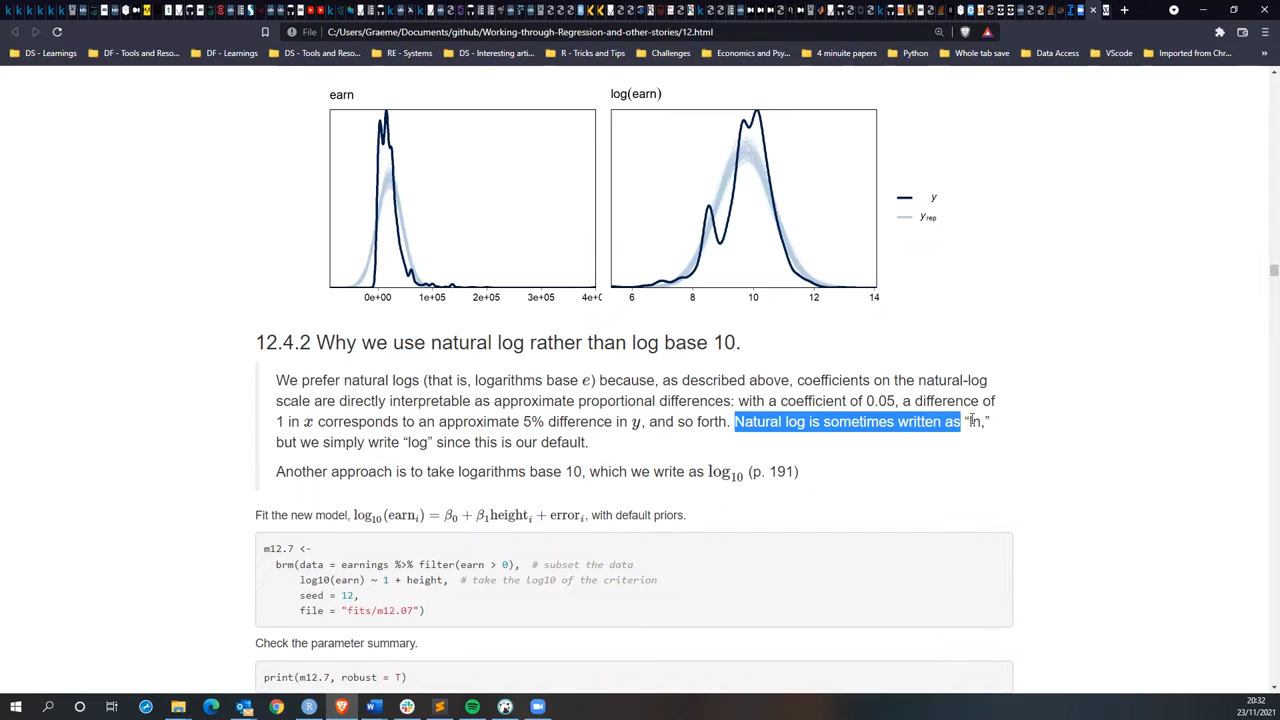 File
C:/Users/Graeme/Documents/github/Working-through-Regression-and-other-stories/12.html
DS - Learnings
DF - Tools and Reso...
DF - Learnings
DS - Tools and Reso...
RE - Systems
DS - Interesting arti...
R - Tricks and Tips
Challenges
Economics and Psy...
4 minuite papers
Python
Whole tab save
Data Access
VScode
Imported from Chr...
»
earn
log(earn)
y
yrep
0e+00 1e+05 2e+05 3e+05 4e+0
6 8 10 12 14
12.4.2 Why we use natural log rather than log base 10.
We prefer natural logs (that is, logarithms base e) because, as described above, coefficients on the natural-log
scale are directly interpretable as approximate proportional differences: with a coefficient of 0.05, a difference of
1 in x corresponds to an approximate 5% difference in y, and so forth. Natural log is sometimes written as “ln,”
but we simply write “log” since this is our default.
Another approach is to take logarithms base 10, which we write as log₁₀ (p. 191)
Fit the new model, log₁₀(earnᵢ) = β₀ + β₁heightᵢ + errorᵢ, with default priors.
m12.7 <-
brm(data = earnings %>% filter(earn > 0), # subset the data
log10(earn) ~ 1 + height, # take the log10 of the criterion
seed = 12,
file = "fits/m12.07")
Check the parameter summary.
print(m12.7, robust = T)
20:32
23/11/2021